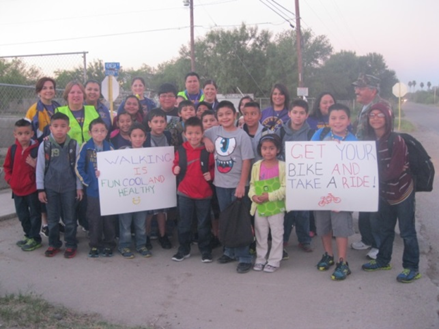 WALKING
IS
FUN COOL AND
HEALTHY
GET YOUR
BIKE AND
TAKE A RIDE!